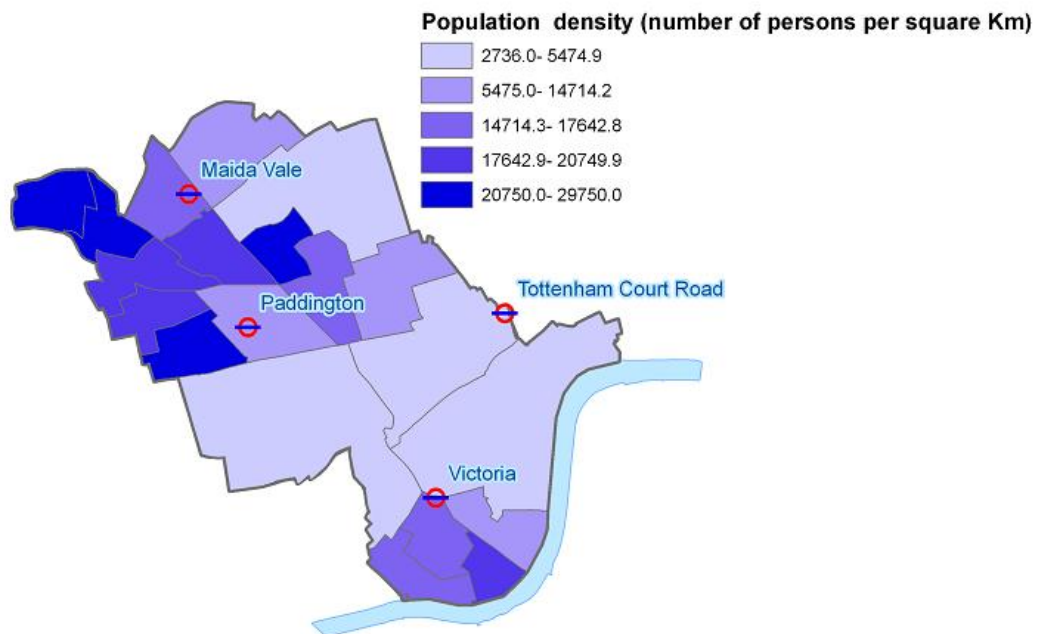 Population density (number of persons per square Km)
2736.0- 5474.9
5475.0- 14714.2
14714.3- 17642.8
17642.9- 20749.9
20750.0- 29750.0
Maida Vale
Tottenham Court Road
Paddington
Victoria